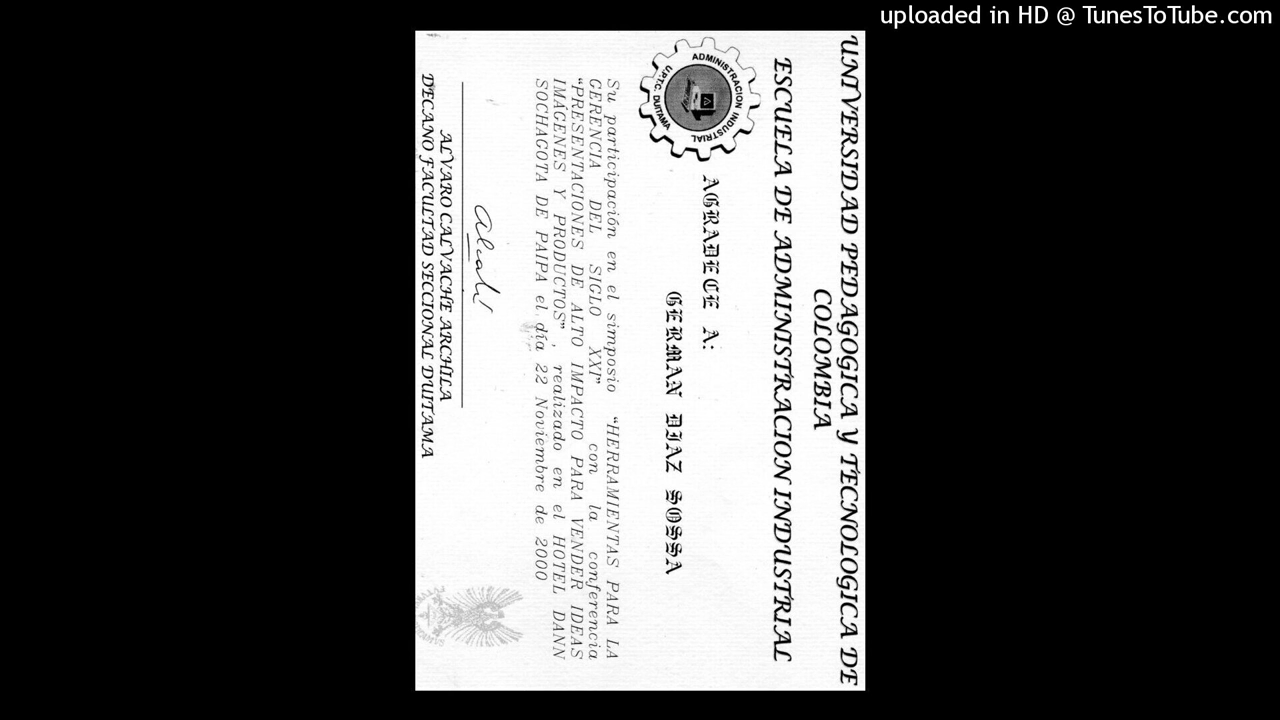 uploaded in HD @ TunesToTube.com
UNIVERSIDAD PEDAGOGICA Y TECNOLOGICA DE
COLOMBIA
ESCUELA DE ADMINISTRACION INDUSTRIAL
ADMINISTRACION INDUSTRIAL
U.P.T.C. DUITAMA
AGRADECE A:
GERMAN DIAZ SOSSA
Su participación en el simposio "HERRAMIENTAS PARA LA
GERENCIA DEL SIGLO XXI" con la conferencia
"PRESENTACIONES DE ALTO IMPACTO PARA VENDER IDEAS
IMÁGENES Y PRODUCTOS", realizado en el HOTEL DANN
SOCHAGOTA DE PAIPA el día 22 Noviembre de 2000
ALVARO CALVACHE ARCHILA
DECANO FACULTAD SECCIONAL DUITAMA